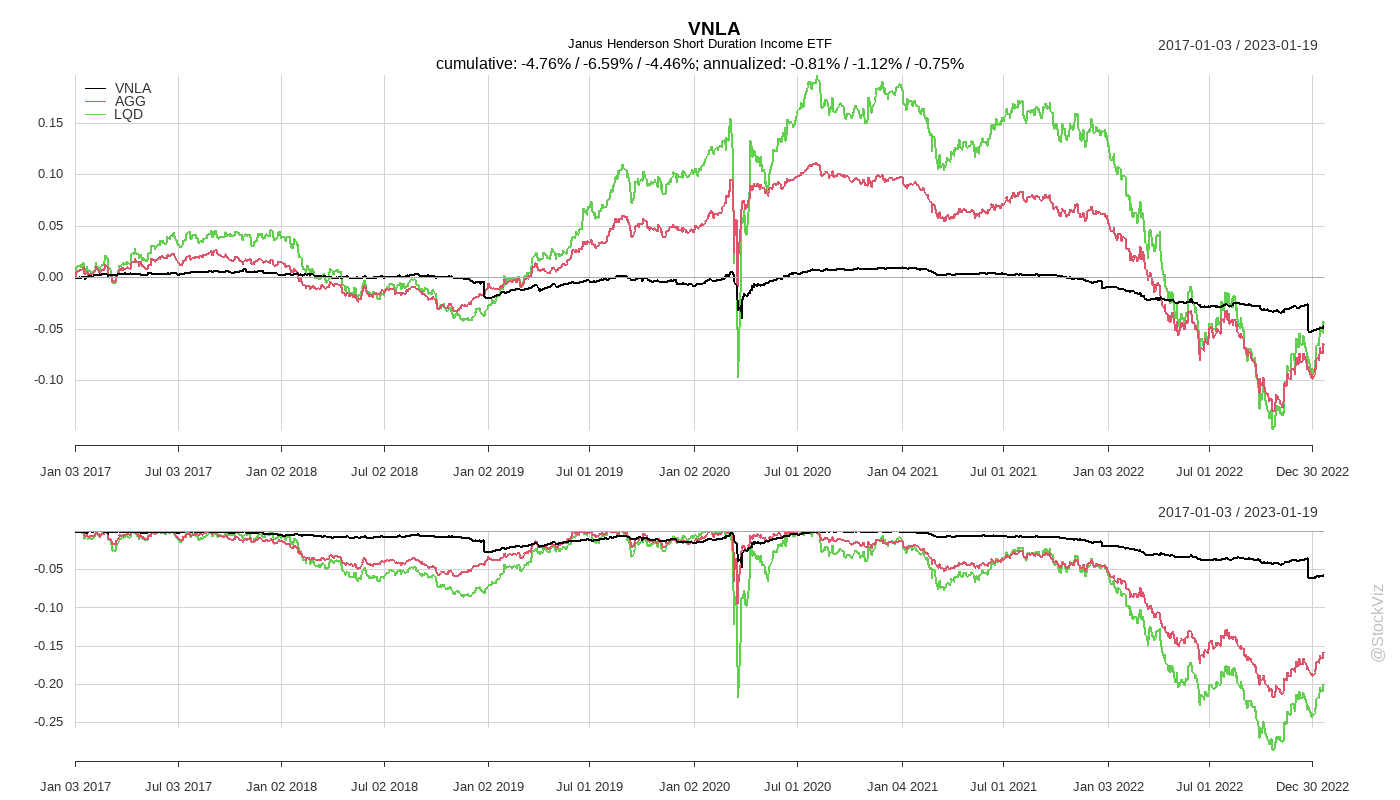 VNLA
Janus Henderson Short Duration Income ETF
2017-01-03 / 2023-01-19
cumulative: -4.76% / -6.59% / -4.46%; annualized: -0.81% / -1.12% / -0.75%
VNLA
AGG
LQD
0.15
0.10
0.05
0.00
-0.05
-0.10
Jan 03 2017 Jul 03 2017 Jan 02 2018 Jul 02 2018 Jan 02 2019 Jul 01 2019 Jan 02 2020 Jul 01 2020 Jan 04 2021 Jul 01 2021 Jan 03 2022 Jul 01 2022 Dec 30 2022
2017-01-03 / 2023-01-19
-0.05
-0.10
-0.15
-0.20
-0.25
Jan 03 2017 Jul 03 2017 Jan 02 2018 Jul 02 2018 Jan 02 2019 Jul 01 2019 Jan 02 2020 Jul 01 2020 Jan 04 2021 Jul 01 2021 Jan 03 2022 Jul 01 2022 Dec 30 2022
@StockViz